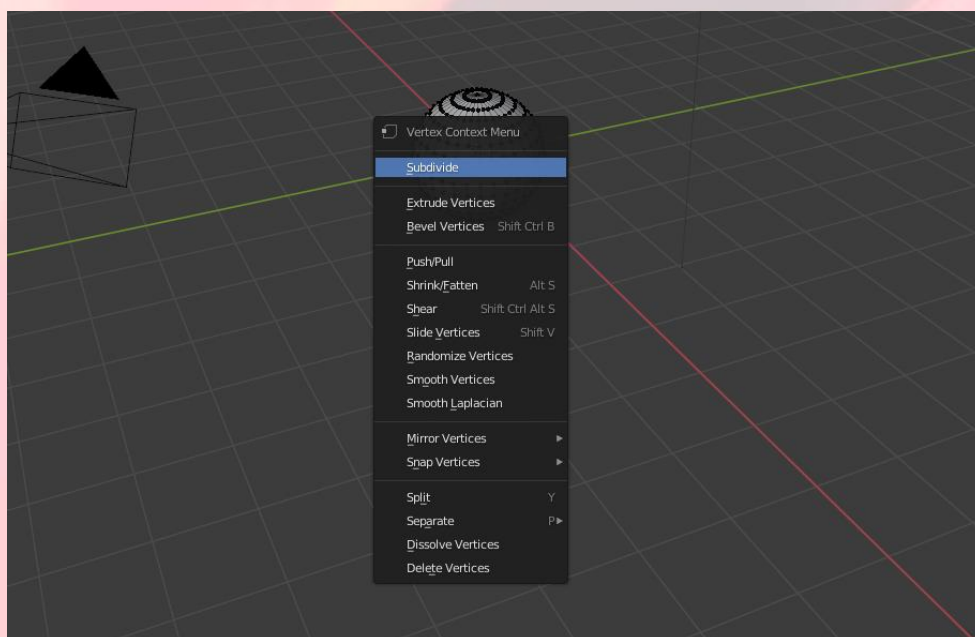 Vertex Context Menu
Subdivide
Extrude Vertices
Bevel Vertices Shift Ctrl B
Push/Pull
Shrink/Fatten Alt S
Shear Shift Ctrl Alt S
Slide Vertices Shift V
Randomize Vertices
Smooth Vertices
Smooth Laplacian
Mirror Vertices
Snap Vertices
Split Y
Separate P
Dissolve Vertices
Delete Vertices